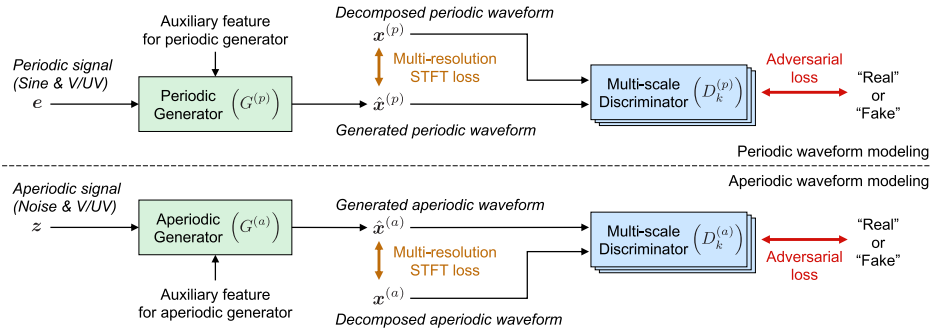 Auxiliary feature
for periodic generator
Decomposed periodic waveform
x^(p)
Periodic signal
(Sine & V/UV)
e
Periodic
Generator (G^(p))
Multi-resolution
STFT loss
x̂^(p)
Generated periodic waveform
Multi-scale
Discriminator (D_k^(p))
Adversarial
loss
“Real”
or
“Fake”
Periodic waveform modeling
Aperiodic waveform modeling
Aperiodic signal
(Noise & V/UV)
z
Aperiodic
Generator (G^(a))
Auxiliary feature
for aperiodic generator
Generated aperiodic waveform
x̂^(a)
Multi-resolution
STFT loss
x^(a)
Decomposed aperiodic waveform
Multi-scale
Discriminator (D_k^(a))
Adversarial
loss
“Real”
or
“Fake”